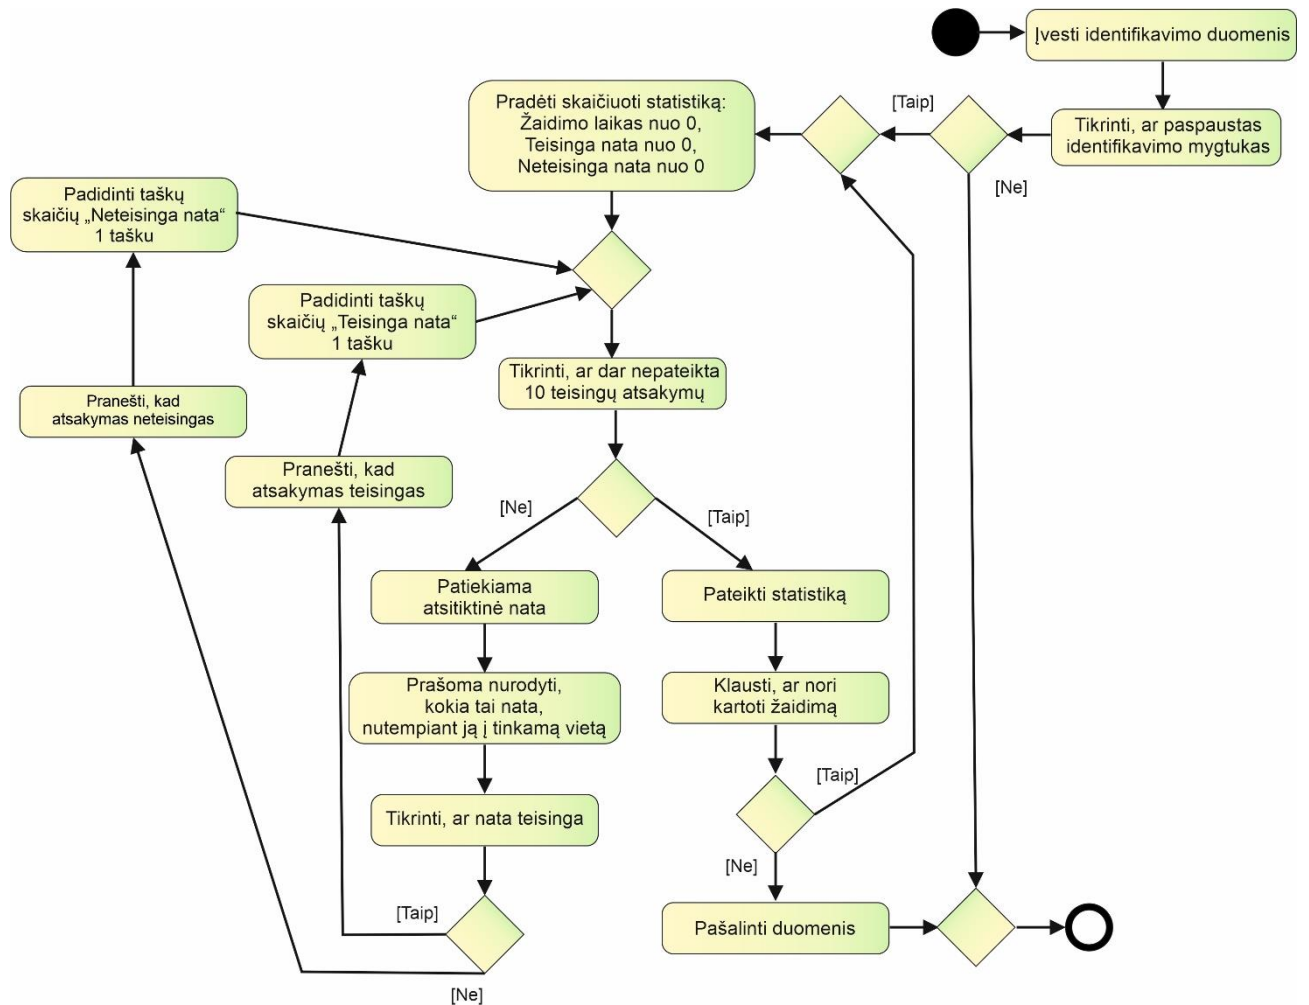 Įvesti identifikavimo duomenis
Tikrinti, ar paspaustas
identifikavimo mygtukas
[Taip]
[Ne]
Pradėti skaičiuoti statistiką:
Žaidimo laikas nuo 0,
Teisinga nata nuo 0,
Neteisinga nata nuo 0
Padidinti taškų
skaičių „Neteisinga nata“
1 tašku
Padidinti taškų
skaičių „Teisinga nata“
1 tašku
Tikrinti, ar dar nepateikta
10 teisingų atsakymų
Pranešti, kad
atsakymas neteisingas
Pranešti, kad
atsakymas teisingas
[Ne]
[Taip]
Patiekiama
atsitiktinė nata
Pateikti statistiką
Prašoma nurodyti,
kokia tai nata,
nutempiant ją į tinkamą vietą
Klausti, ar nori
kartoti žaidimą
[Taip]
Tikrinti, ar nata teisinga
[Ne]
[Taip]
Pašalinti duomenis
[Ne]